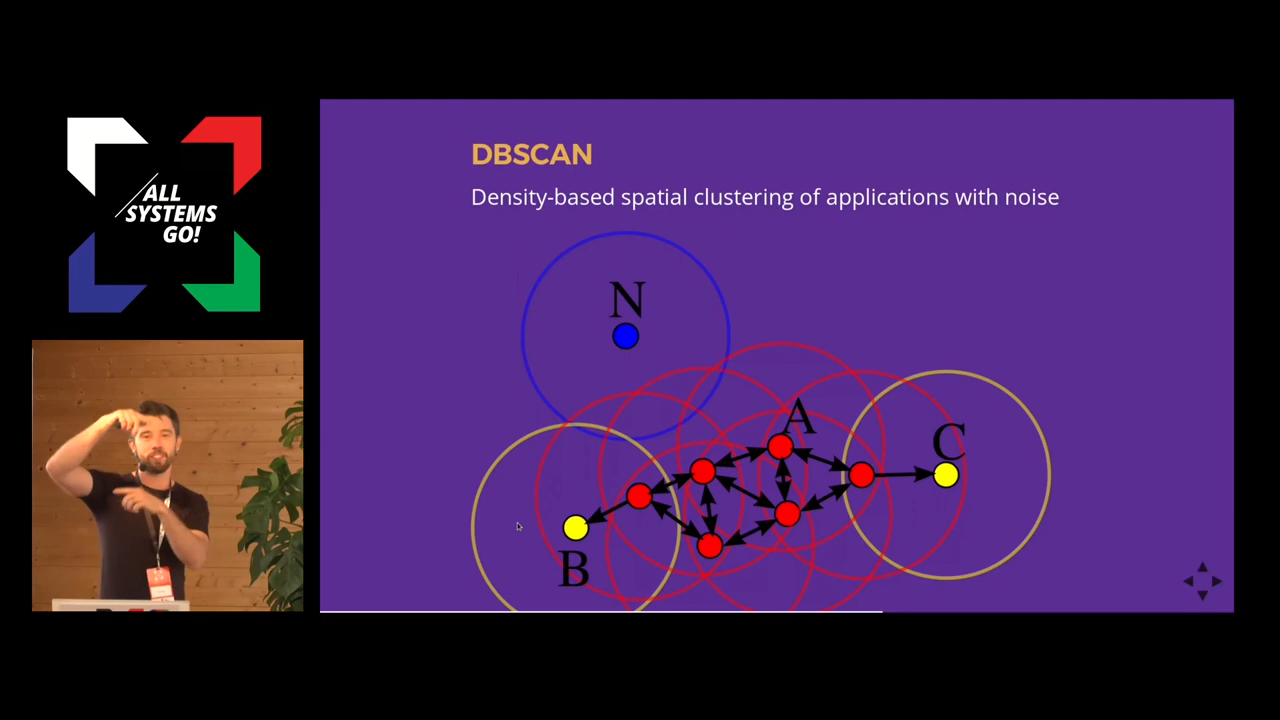 ALL
SYSTEMS
GO!
DBSCAN
Density-based spatial clustering of applications with noise
N
A
C
B